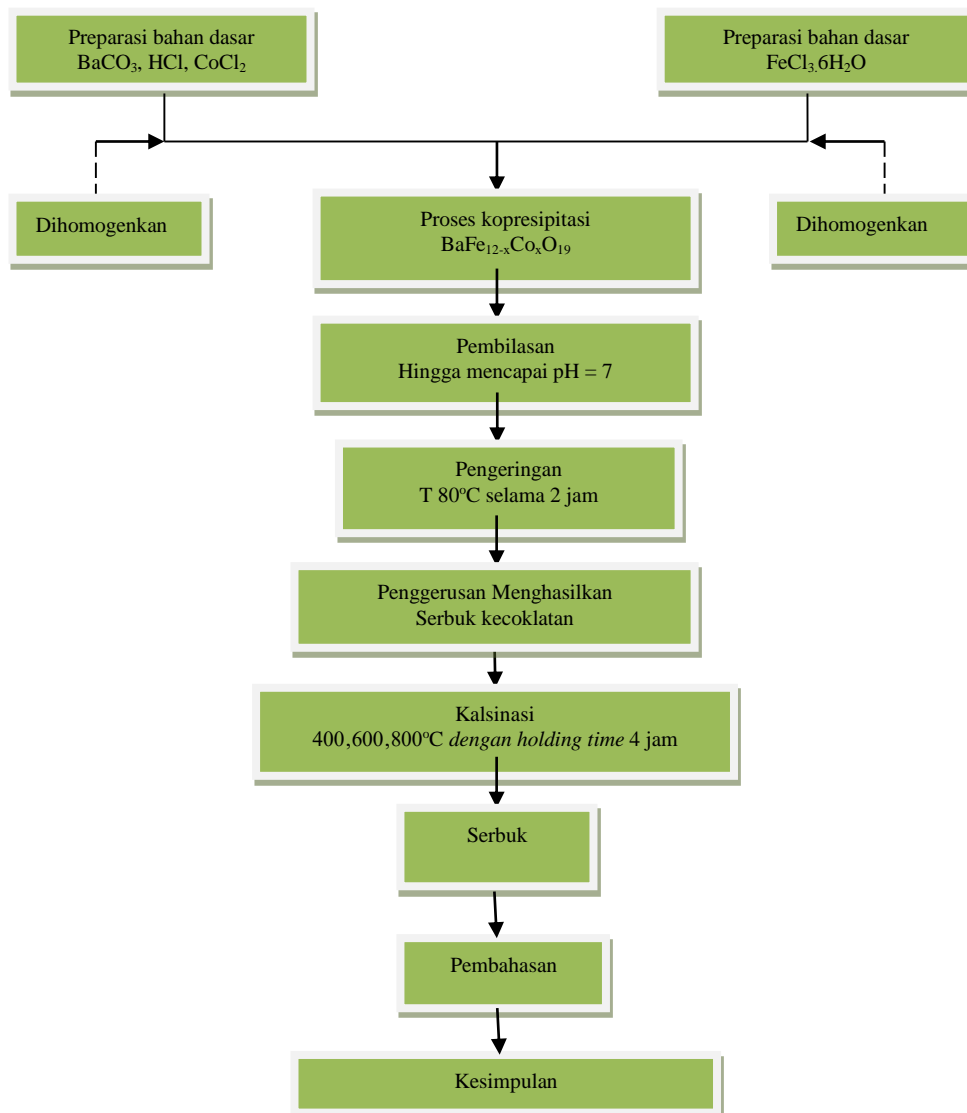 Preparasi bahan dasar
BaCO₃, HCl, CoCl₂
Preparasi bahan dasar
FeCl₃.6H₂O
Dihomogenkan
Proses kopresipitasi
BaFe₁₂₋ₓCoₓO₁₉
Dihomogenkan
Pembilasan
Hingga mencapai pH = 7
Pengeringan
T 80°C selama 2 jam
Penggerusan Menghasilkan
Serbuk kecoklatan
Kalsinasi
400,600,800°C dengan holding time 4 jam
Serbuk
Pembahasan
Kesimpulan